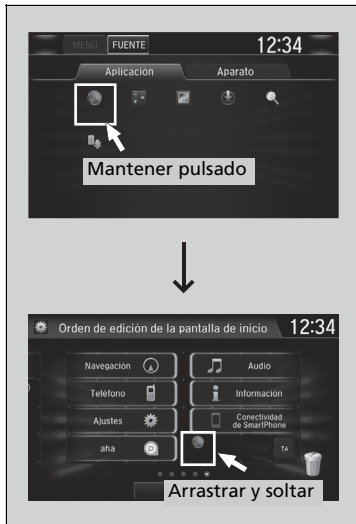 MENÚ FUENTE 12:34
Aplicación Aparato
Mantener pulsado
Orden de edición de la pantalla de inicio 12:34
Navegación Audio
Teléfono Información
Ajustes Conectividad
de SmartPhone
aha TA
Arrastrar y soltar